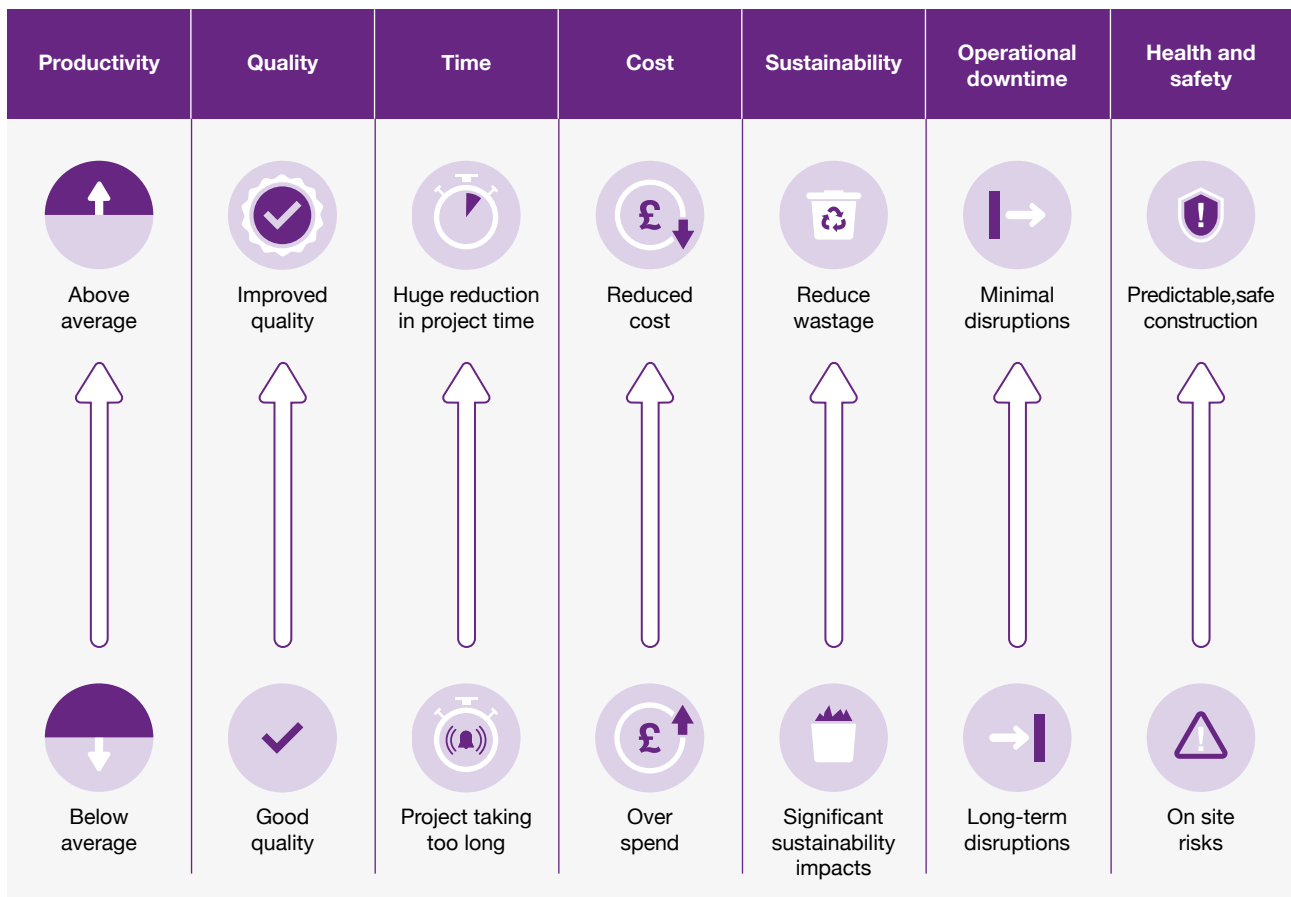 Productivity
Quality
Time
Cost
Sustainability
Operational
downtime
Health and
safety
Above
average
Improved
quality
Huge reduction
in project time
£
Reduced
cost
Reduce
wastage
Minimal
disruptions
!
Predictable,safe
construction
Below
average
Good
quality
Project taking
too long
£
Over
spend
Significant
sustainability
impacts
Long-term
disruptions
!
On site
risks